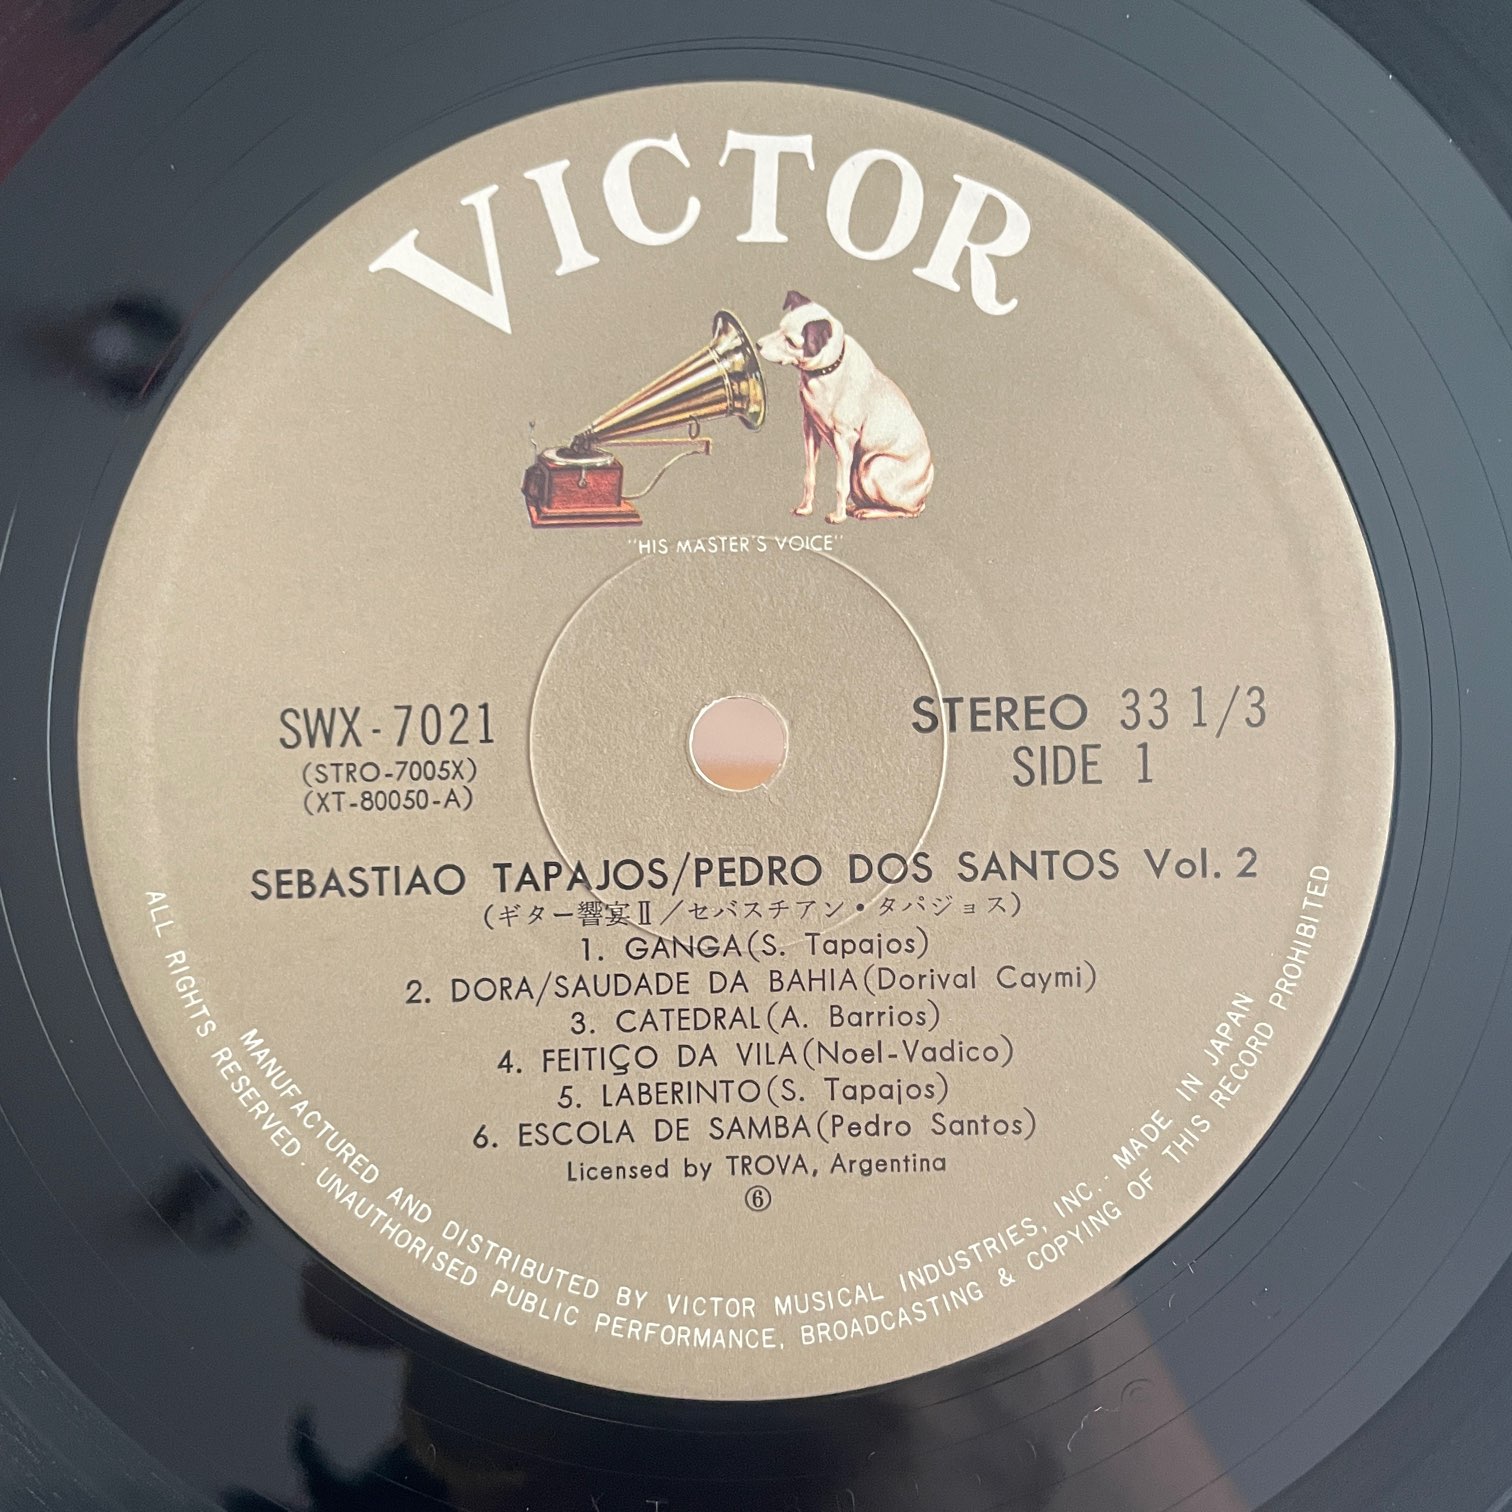 VICTOR
"HIS MASTER'S VOICE"
SWX-7021
(STRO-7005X)
(XT-80050-A)
STEREO 33 1/3
SIDE 1
SEBASTIAO TAPAJOS/PEDRO DOS SANTOS Vol. 2
(ギター響宴Ⅱ/セバスチアン・タパジョス)
1. GANGA(S. Tapajos)
2. DORA/SAUDADE DA BAHIA(Dorival Caymi)
3. CATEDRAL(A. Barrios)
4. FEITIÇO DA VILA(Noel-Vadico)
5. LABERINTO(S. Tapajos)
6. ESCOLA DE SAMBA(Pedro Santos)
Licensed by TROVA, Argentina
⑥
MANUFACTURED AND DISTRIBUTED BY VICTOR MUSICAL INDUSTRIES, INC.· MADE IN JAPAN
ALL RIGHTS RESERVED· UNAUTHORISED PUBLIC PERFORMANCE, BROADCASTING & COPYING OF THIS RECORD PROHIBITED